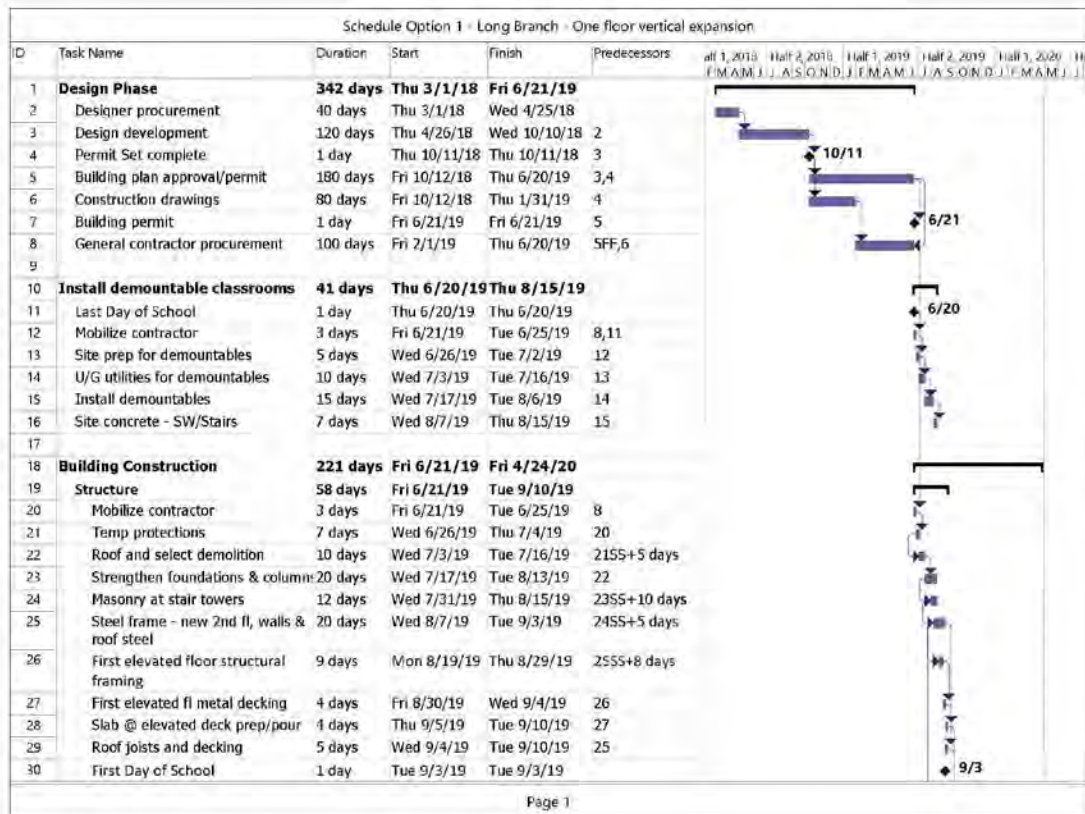 Schedule Option 1 - Long Branch - One floor vertical expansion
ID Task Name Duration Start Finish Predecessors alf 1, 2018 Half 2, 2018 Half 1, 2019 Half 2, 2019 Half 1, 2020 H
F M A M J J A S O N D J F M A M J J A S O N D J F M A M J J
1 Design Phase 342 days Thu 3/1/18 Fri 6/21/19
2 Designer procurement 40 days Thu 3/1/18 Wed 4/25/18
3 Design development 120 days Thu 4/26/18 Wed 10/10/18 2
4 Permit Set complete 1 day Thu 10/11/18 Thu 10/11/18 3 10/11
5 Building plan approval/permit 180 days Fri 10/12/18 Thu 6/20/19 3,4
6 Construction drawings 80 days Fri 10/12/18 Thu 1/31/19 4
7 Building permit 1 day Fri 6/21/19 Fri 6/21/19 5 6/21
8 General contractor procurement 100 days Fri 2/1/19 Thu 6/20/19 5FF,6
9
10 Install demountable classrooms 41 days Thu 6/20/19 Thu 8/15/19
11 Last Day of School 1 day Thu 6/20/19 Thu 6/20/19 6/20
12 Mobilize contractor 3 days Fri 6/21/19 Tue 6/25/19 8,11
13 Site prep for demountables 5 days Wed 6/26/19 Tue 7/2/19 12
14 U/G utilities for demountables 10 days Wed 7/3/19 Tue 7/16/19 13
15 Install demountables 15 days Wed 7/17/19 Tue 8/6/19 14
16 Site concrete - SW/Stairs 7 days Wed 8/7/19 Thu 8/15/19 15
17
18 Building Construction 221 days Fri 6/21/19 Fri 4/24/20
19 Structure 58 days Fri 6/21/19 Tue 9/10/19
20 Mobilize contractor 3 days Fri 6/21/19 Tue 6/25/19 8
21 Temp protections 7 days Wed 6/26/19 Thu 7/4/19 20
22 Roof and select demolition 10 days Wed 7/3/19 Tue 7/16/19 21SS+5 days
23 Strengthen foundations & column 20 days Wed 7/17/19 Tue 8/13/19 22
24 Masonry at stair towers 12 days Wed 7/31/19 Thu 8/15/19 23SS+10 days
25 Steel frame - new 2nd fl, walls & 20 days Wed 8/7/19 Tue 9/3/19 24SS+5 days
roof steel
26 First elevated floor structural 9 days Mon 8/19/19 Thu 8/29/19 25SS+8 days
framing
27 First elevated fl metal decking 4 days Fri 8/30/19 Wed 9/4/19 26
28 Slab @ elevated deck prep/pour 4 days Thu 9/5/19 Tue 9/10/19 27
29 Roof joists and decking 5 days Wed 9/4/19 Tue 9/10/19 25
30 First Day of School 1 day Tue 9/3/19 Tue 9/3/19 9/3
Page 1